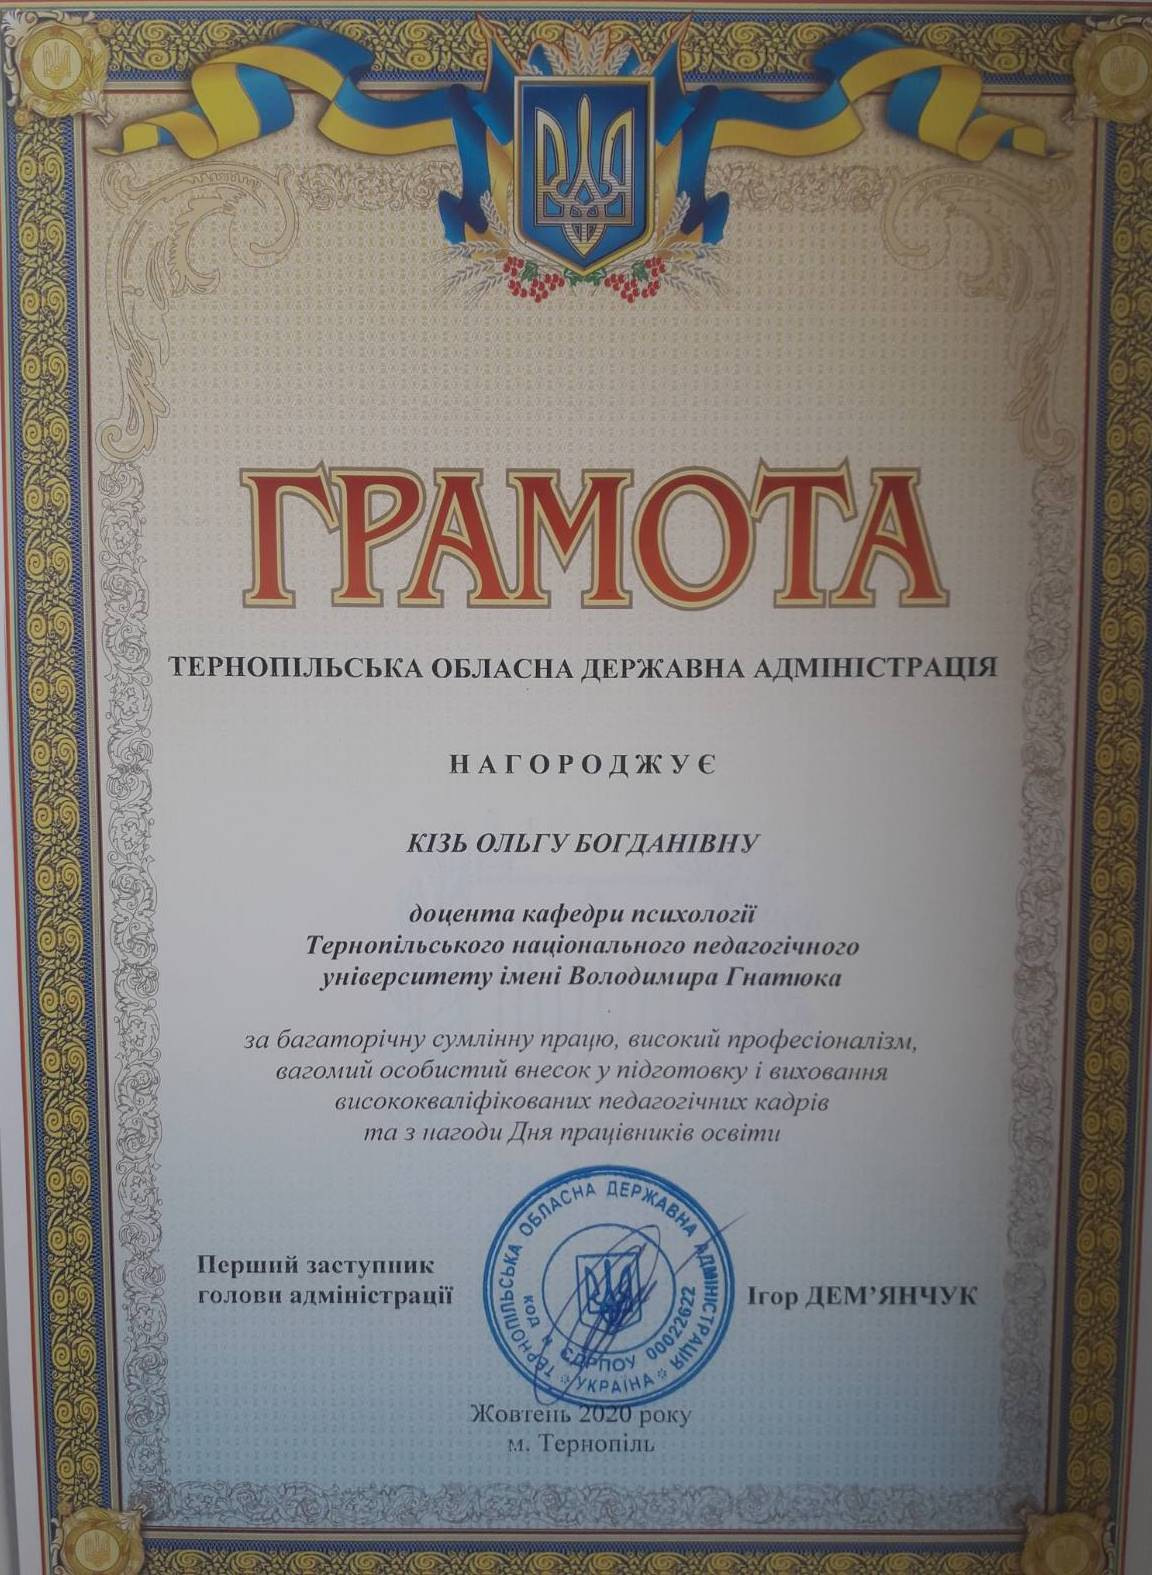 ГРАМОТА
ТЕРНОПІЛЬСЬКА ОБЛАСНА ДЕРЖАВНА АДМІНІСТРАЦІЯ
НАГОРОДЖУЄ
КІЗЬ ОЛЬГУ БОГДАНІВНУ
доцента кафедри психології
Тернопільського національного педагогічного
університету імені Володимира Гнатюка
за багаторічну сумлінну працю, високий професіоналізм,
вагомий особистий внесок у підготовку і виховання
висококваліфікованих педагогічних кадрів
та з нагоди Дня працівників освіти
Перший заступник
голови адміністрації
ТЕРНОПІЛЬСЬКА ОБЛАСНА ДЕРЖАВНА АДМІНІСТРАЦІЯ
КОД ЄДРПОУ 00022622
* УКРАЇНА *
Ігор ДЕМ’ЯНЧУК
Жовтень 2020 року
м. Тернопіль